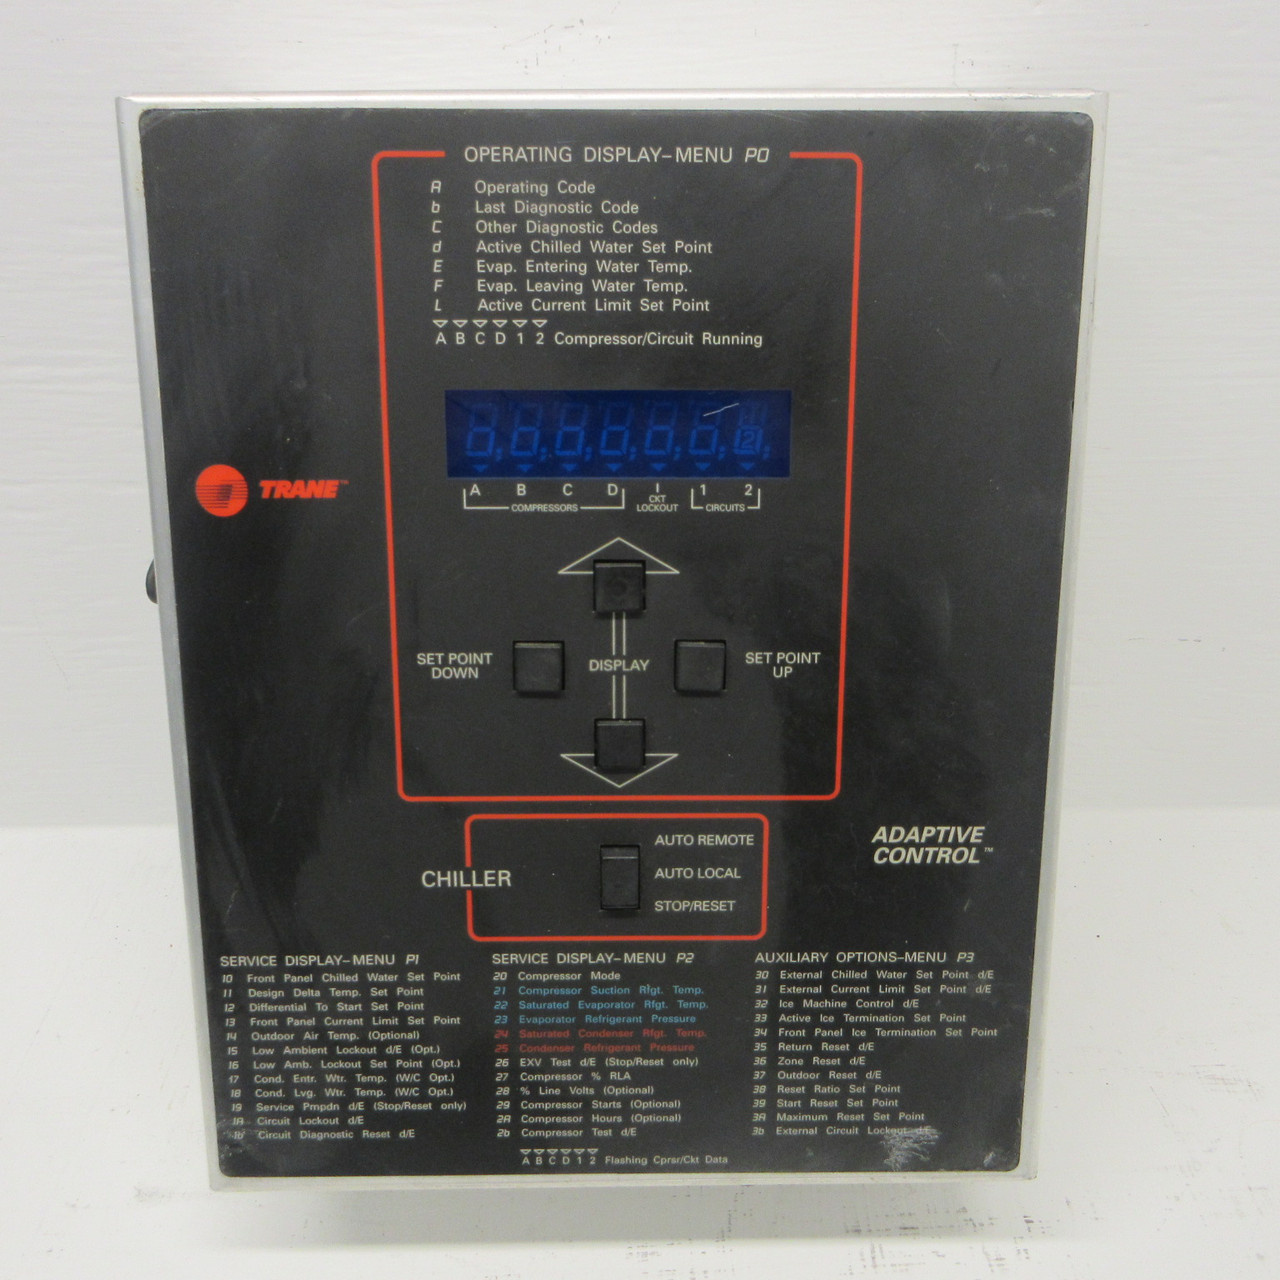 OPERATING DISPLAY-MENU P0
A Operating Code
b Last Diagnostic Code
C Other Diagnostic Codes
d Active Chilled Water Set Point
E Evap. Entering Water Temp.
F Evap. Leaving Water Temp.
L Active Current Limit Set Point
A B C D 1 2 Compressor/Circuit Running
TRANE™
A B C D I 1 2
COMPRESSORS
CKT
LOCKOUT
CIRCUITS
SET POINT
DOWN
DISPLAY
SET POINT
UP
CHILLER
AUTO REMOTE
AUTO LOCAL
STOP/RESET
ADAPTIVE
CONTROL™
SERVICE DISPLAY-MENU P1
10 Front Panel Chilled Water Set Point
11 Design Delta Temp. Set Point
12 Differential To Start Set Point
13 Front Panel Current Limit Set Point
14 Outdoor Air Temp. (Optional)
15 Low Ambient Lockout d/E (Opt.)
16 Low Amb. Lockout Set Point (Opt.)
17 Cond. Entr. Wtr. Temp. (W/C Opt.)
18 Cond. Lvg. Wtr. Temp. (W/C Opt.)
19 Service Pmpdn d/E (Stop/Reset only)
1A Circuit Lockout d/E
1b Circuit Diagnostic Reset d/E
SERVICE DISPLAY-MENU P2
20 Compressor Mode
21 Compressor Suction Rfgt. Temp.
22 Saturated Evaporator Rfgt. Temp.
23 Evaporator Refrigerant Pressure
24 Saturated Condenser Rfgt. Temp.
25 Condenser Refrigerant Pressure
26 EXV Test d/E (Stop/Reset only)
27 Compressor % RLA
28 % Line Volts (Optional)
29 Compressor Starts (Optional)
2A Compressor Hours (Optional)
2b Compressor Test d/E
A B C D 1 2 Flashing Cprsr/Ckt Data
AUXILIARY OPTIONS-MENU P3
30 External Chilled Water Set Point d/E
31 External Current Limit Set Point d/E
32 Ice Machine Control d/E
33 Active Ice Termination Set Point
34 Front Panel Ice Termination Set Point
35 Return Reset d/E
36 Zone Reset d/E
37 Outdoor Reset d/E
38 Reset Ratio Set Point
39 Start Reset Set Point
3A Maximum Reset Set Point
3b External Circuit Lockout d/E